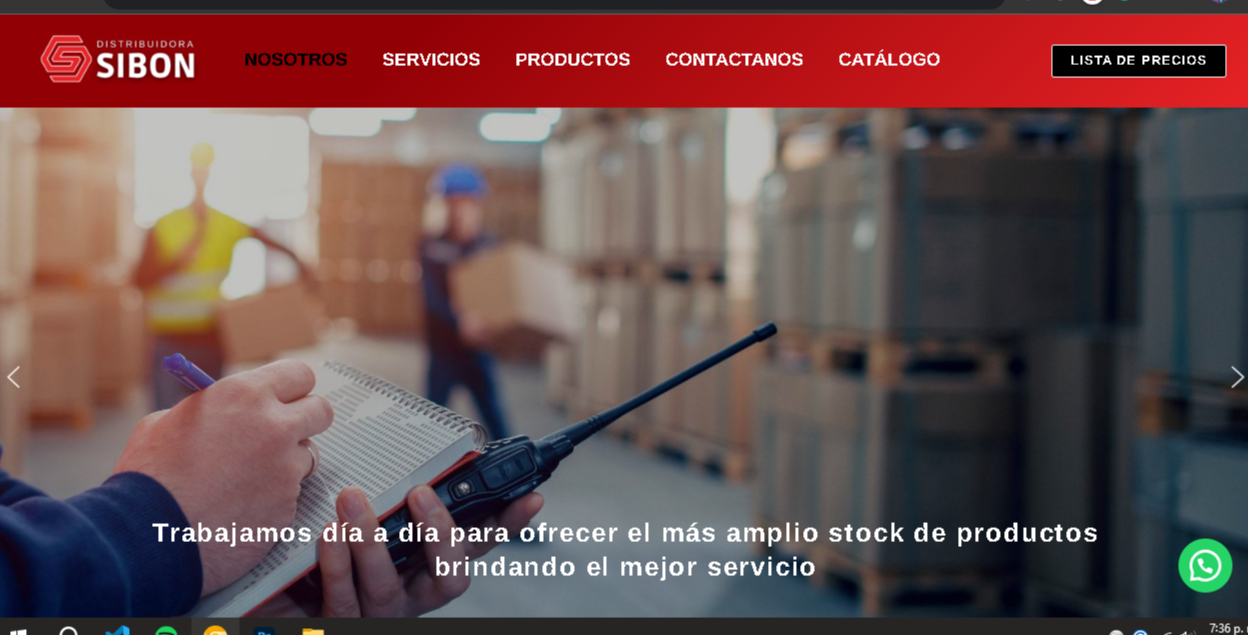 DISTRIBUIDORA
SIBON
NOSOTROS SERVICIOS PRODUCTOS CONTACTANOS CATÁLOGO
LISTA DE PRECIOS
Trabajamos día a día para ofrecer el más amplio stock de productos
brindando el mejor servicio
7:36 p.